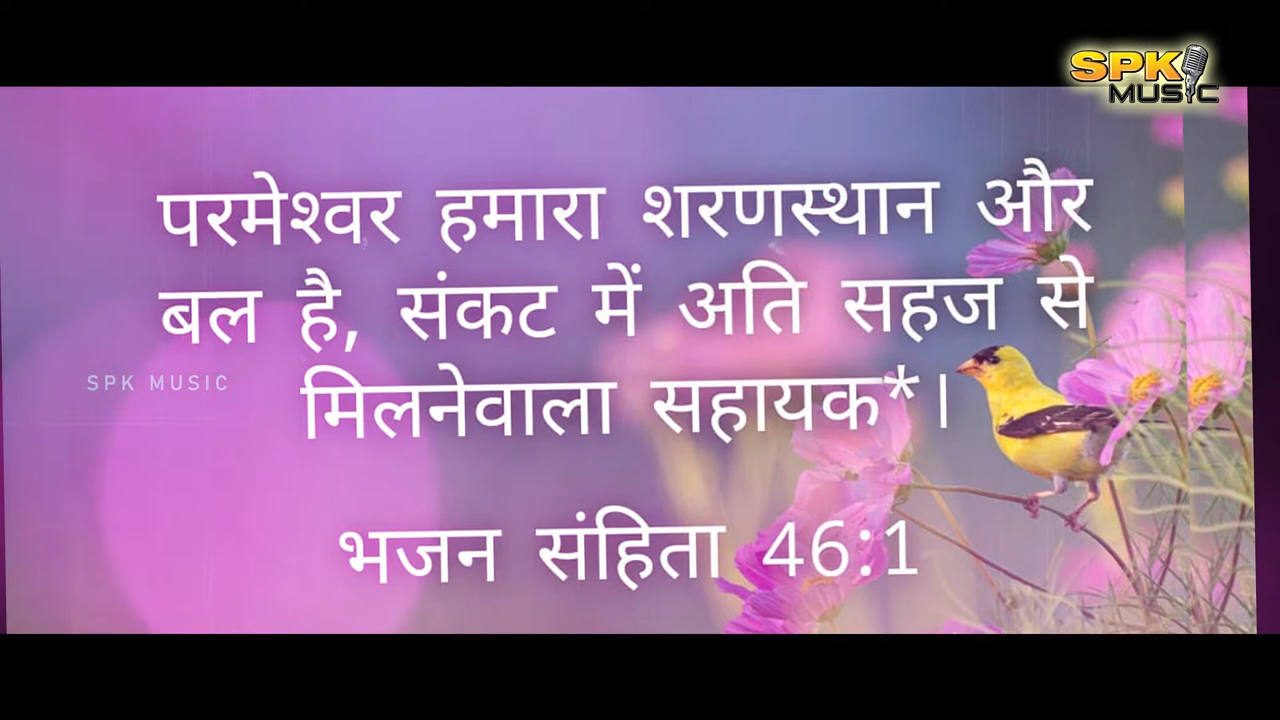 SPK
MUSIC
परमेश्वर हमारा शरणस्थान और
बल है, संकट में अति सहज से
मिलनेवाला सहायक*।
SPK MUSIC
भजन संहिता 46:1